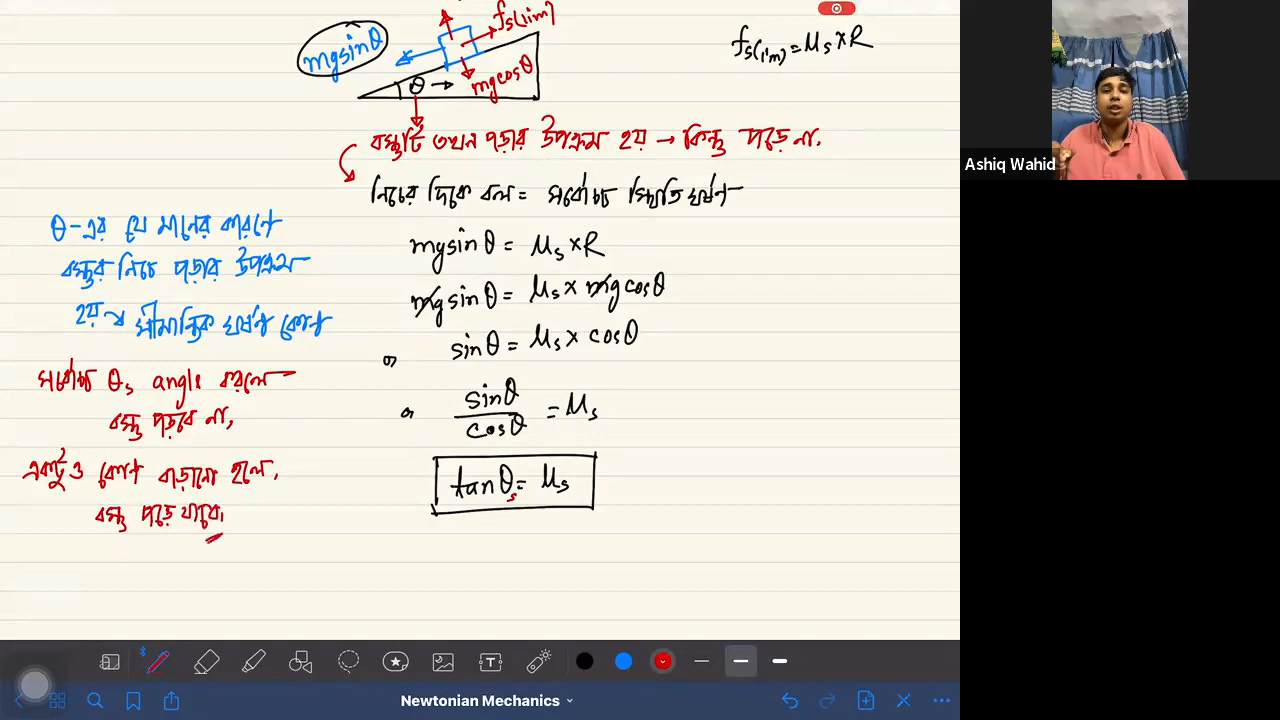 mgsinθ
fs(lim)
fs(lim) = μs × R
θ
mgcosθ
বস্তুটি তখন পড়ার উপক্রম হয় → কিন্তু পড়ে না.
Ashiq Wahid
নিচের দিকে বল = সর্বোচ্চ স্থিতি ঘর্ষণ
θ-এর যে মানের কারণে
বস্তুর নিচে পড়ার উপক্রম
হয় → সীমান্তিক ঘর্ষণ কোণ
mgsinθ = μs × R
mgsinθ = μs × mgcosθ
বা sinθ = μs × cosθ
সর্বোচ্চ θs angle করলে
বস্তু পড়বে না,
বা sinθ/cosθ = μs
একটুও কোণ বাড়ানো হলে,
বস্তু পড়ে যাবে।
tanθs = μs
Newtonian Mechanics